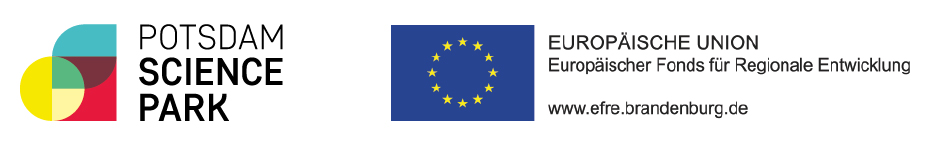 POTSDAM
SCIENCE
PARK
EUROPÄISCHE UNION
Europäischer Fonds für Regionale Entwicklung
www.efre.brandenburg.de